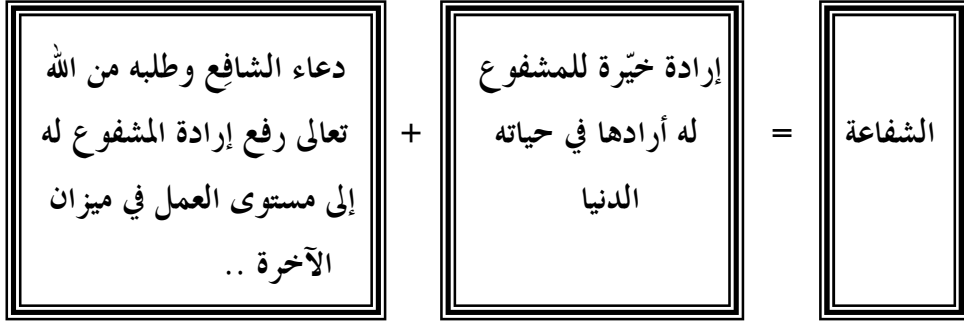 الشفاعة
=
إرادة خيّرة للمشفوع
له أرادها في حياته
الدنيا
+
دعاء الشافِع وطلبه من الله
تعالى رفع إرادة المشفوع له
إلى مستوى العمل في ميزان
الآخرة ..